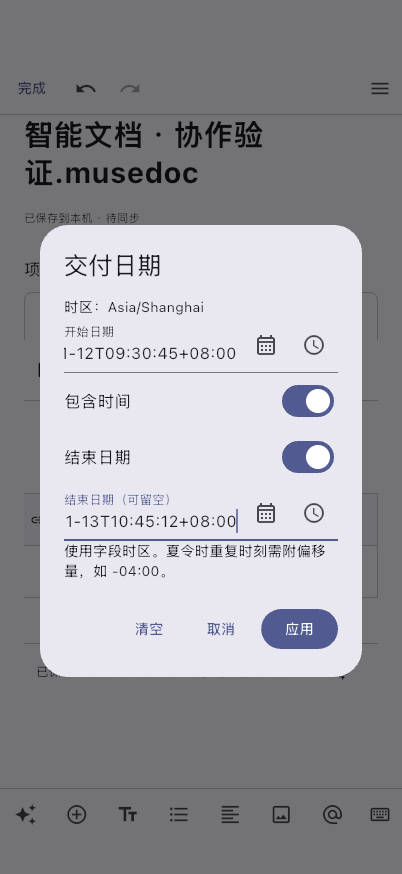 完成
智能文档 · 协作验
证.musedoc
已保存到本机 · 待同步
项
交付日期
时区：Asia/Shanghai
开始日期
1-12T09:30:45+08:00
包含时间
结束日期
结束日期（可留空）
1-13T10:45:12+08:00
使用字段时区。夏令时重复时刻需附偏移
量，如 -04:00。
清空
取消
应用